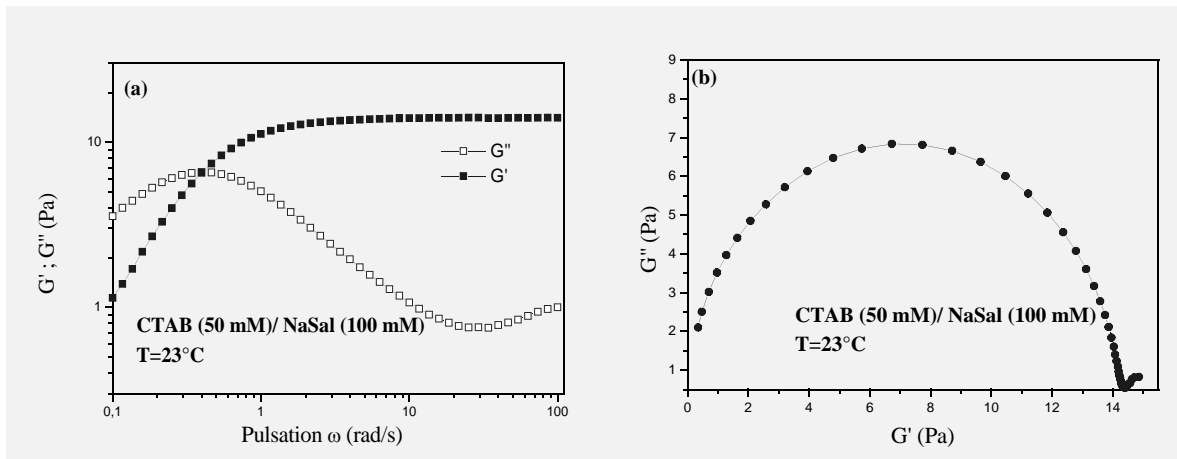 (a)
G' ; G'' (Pa)
10
1
G"
G'
CTAB (50 mM)/ NaSal (100 mM)
T=23°C
0,1
1
10
100
Pulsation ω (rad/s)
(b)
G'' (Pa)
9
8
7
6
5
4
3
2
1
CTAB (50 mM)/ NaSal (100 mM)
T=23°C
0
2
4
6
8
10
12
14
G' (Pa)